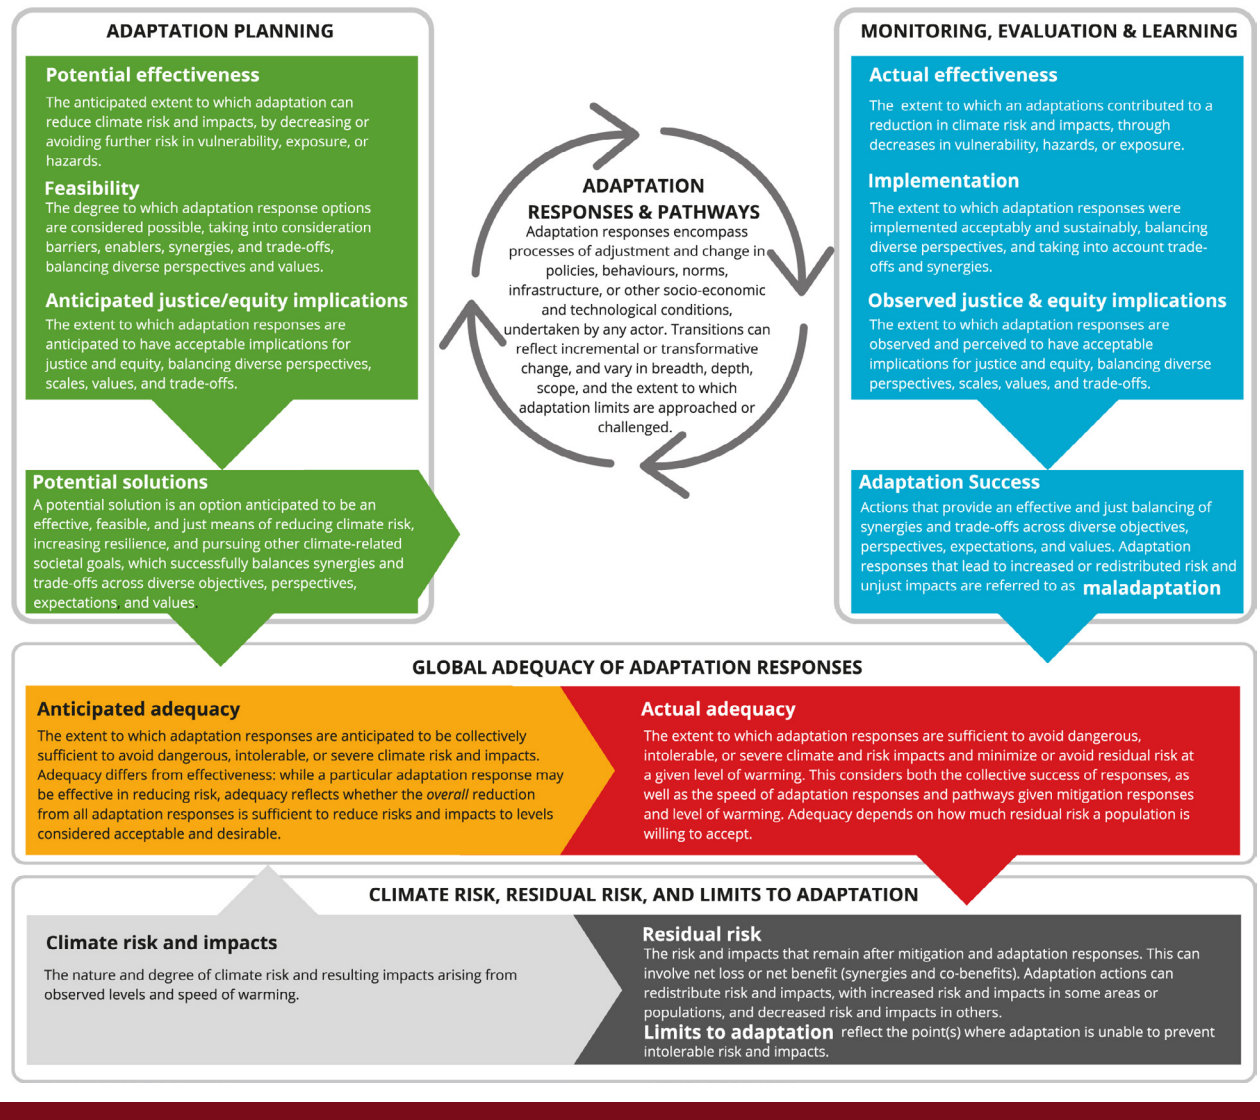 ADAPTATION PLANNING
Potential effectiveness
The anticipated extent to which adaptation can
reduce climate risk and impacts, by decreasing or
avoiding further risk in vulnerability, exposure, or
hazards.
Feasibility
The degree to which adaptation response options
are considered possible, taking into consideration
barriers, enablers, synergies, and trade-offs,
balancing diverse perspectives and values.
Anticipated justice/equity implications
The extent to which adaptation responses are
anticipated to have acceptable implications for
justice and equity, balancing diverse perspectives,
scales, values, and trade-offs.
Potential solutions
A potential solution is an option anticipated to be an
effective, feasible, and just means of reducing climate risk,
increasing resilience, and pursuing other climate-related
societal goals, which successfully balances synergies and
trade-offs across diverse objectives, perspectives,
expectations, and values.
ADAPTATION
RESPONSES & PATHWAYS
Adaptation responses encompass
processes of adjustment and change in
policies, behaviours, norms,
infrastructure, or other socio-economic
and technological conditions,
undertaken by any actor. Transitions can
reflect incremental or transformative
change, and vary in breadth, depth,
scope, and the extent to which
adaptation limits are approached or
challenged.
MONITORING, EVALUATION & LEARNING
Actual effectiveness
The extent to which an adaptations contributed to a
reduction in climate risk and impacts, through
decreases in vulnerability, hazards, or exposure.
Implementation
The extent to which adaptation responses were
implemented acceptably and sustainably, balancing
diverse perspectives, and taking into account trade-
offs and synergies.
Observed justice & equity implications
The extent to which adaptation responses are
observed and perceived to have acceptable
implications for justice and equity, balancing diverse
perspectives, scales, values, and trade-offs.
Adaptation Success
Actions that provide an effective and just balancing of
synergies and trade-offs across diverse objectives,
perspectives, expectations, and values. Adaptation
responses that lead to increased or redistributed risk and
unjust impacts are referred to as maladaptation
GLOBAL ADEQUACY OF ADAPTATION RESPONSES
Anticipated adequacy
The extent to which adaptation responses are anticipated to be collectively
sufficient to avoid dangerous, intolerable, or severe climate risk and impacts.
Adequacy differs from effectiveness: while a particular adaptation response may
be effective in reducing risk, adequacy reflects whether the overall reduction
from all adaptation responses is sufficient to reduce risks and impacts to levels
considered acceptable and desirable.
Actual adequacy
The extent to which adaptation responses are sufficient to avoid dangerous,
intolerable, or severe climate and risk impacts and minimize or avoid residual risk at
a given level of warming. This considers both the collective success of responses, as
well as the speed of adaptation responses and pathways given mitigation responses
and level of warming. Adequacy depends on how much residual risk a population is
willing to accept.
CLIMATE RISK, RESIDUAL RISK, AND LIMITS TO ADAPTATION
Climate risk and impacts
The nature and degree of climate risk and resulting impacts arising from
observed levels and speed of warming.
Residual risk
The risk and impacts that remain after mitigation and adaptation responses. This can
involve net loss or net benefit (synergies and co-benefits). Adaptation actions can
redistribute risk and impacts, with increased risk and impacts in some areas or
populations, and decreased risk and impacts in others.
Limits to adaptation reflect the point(s) where adaptation is unable to prevent
intolerable risk and impacts.